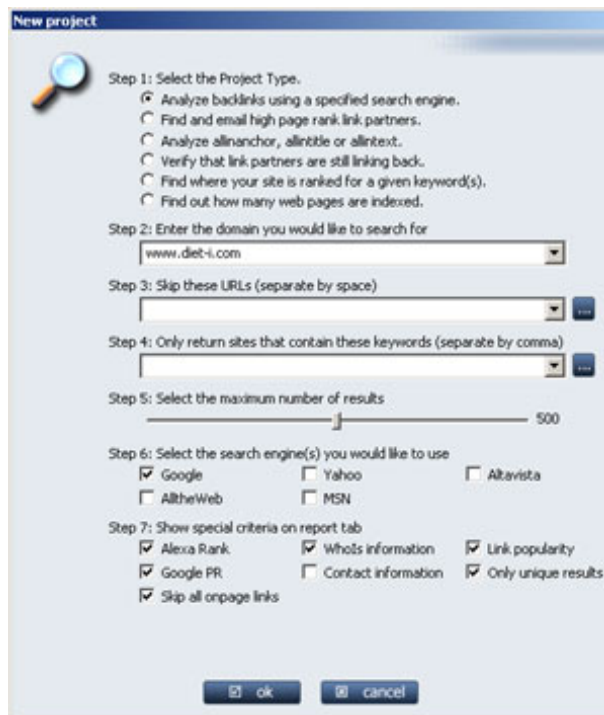 New project
Step 1: Select the Project Type.
Analyze backlinks using a specified search engine.
Find and email high page rank link partners.
Analyze allinanchor, allintitle or allintext.
Verify that link partners are still linking back.
Find where your site is ranked for a given keyword(s).
Find out how many web pages are indexed.
Step 2: Enter the domain you would like to search for
www.diet-i.com
Step 3: Skip these URLs (separate by space)
...
Step 4: Only return sites that contain these keywords (separate by comma)
...
Step 5: Select the maximum number of results
500
Step 6: Select the search engine(s) you would like to use
Google Yahoo Altavista
AlltheWeb MSN
Step 7: Show special criteria on report tab
Alexa Rank WhoIs information Link popularity
Google PR Contact information Only unique results
Skip all onpage links
ok cancel